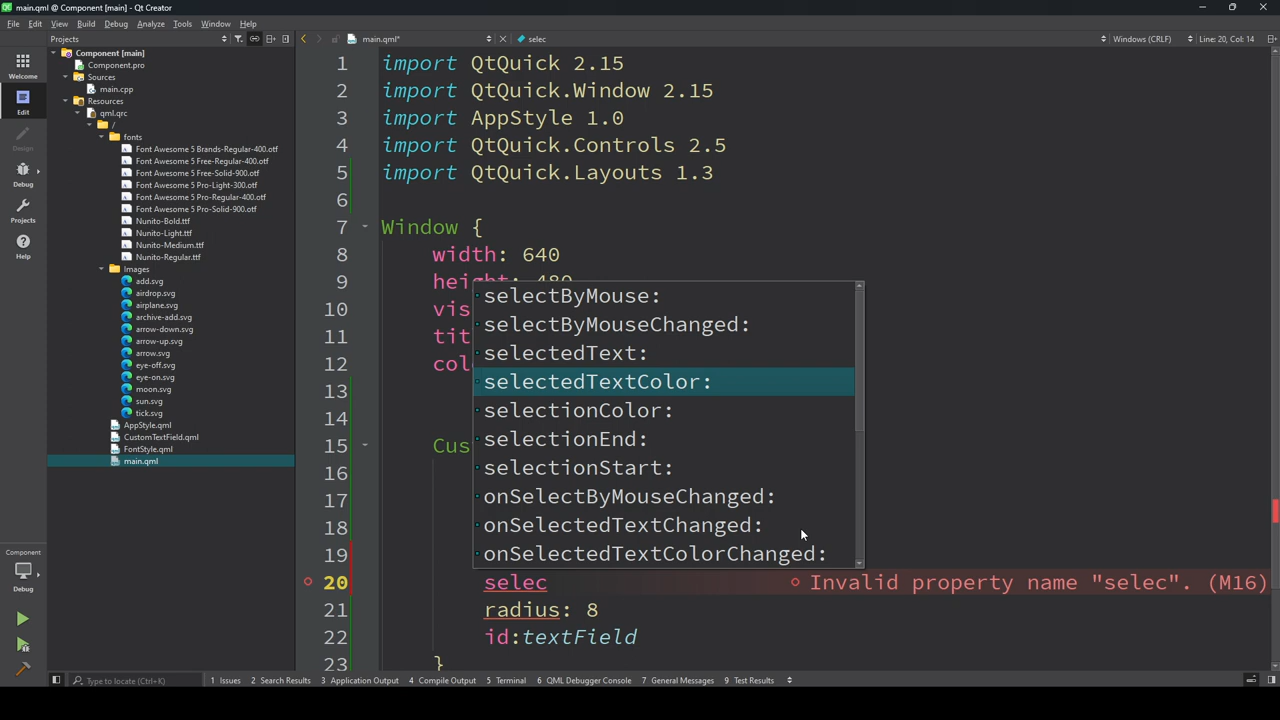 main.qml @ Component [main] - Qt Creator
File Edit View Build Debug Analyze Tools Window Help
Projects
main.qml*
selec
Windows (CRLF)
Line: 20, Col: 14
Welcome
Edit
Design
Debug
Projects
Help
Component
Debug
Component [main]
Component.pro
Sources
main.cpp
Resources
qml.qrc
/
fonts
Font Awesome 5 Brands-Regular-400.otf
Font Awesome 5 Free-Regular-400.otf
Font Awesome 5 Free-Solid-900.otf
Font Awesome 5 Pro-Light-300.otf
Font Awesome 5 Pro-Regular-400.otf
Font Awesome 5 Pro-Solid-900.otf
Nunito-Bold.ttf
Nunito-Light.ttf
Nunito-Medium.ttf
Nunito-Regular.ttf
Images
add.svg
airdrop.svg
airplane.svg
archive-add.svg
arrow-down.svg
arrow-up.svg
arrow.svg
eye-off.svg
eye-on.svg
moon.svg
sun.svg
tick.svg
AppStyle.qml
CustomTextField.qml
FontStyle.qml
main.qml
1 import QtQuick 2.15
2 import QtQuick.Window 2.15
3 import AppStyle 1.0
4 import QtQuick.Controls 2.5
5 import QtQuick.Layouts 1.3
6
7 Window {
8 width: 640
9 height: 480
10 vis
11 tit
12 col
13
14
15 Cus
16
17
18
19
20 selec Invalid property name "selec". (M16)
21 radius: 8
22 id:textField
23 }
selectByMouse:
selectByMouseChanged:
selectedText:
selectedTextColor:
selectionColor:
selectionEnd:
selectionStart:
onSelectByMouseChanged:
onSelectedTextChanged:
onSelectedTextColorChanged:
Type to locate (Ctrl+K)
1 Issues 2 Search Results 3 Application Output 4 Compile Output 5 Terminal 6 QML Debugger Console 7 General Messages 9 Test Results